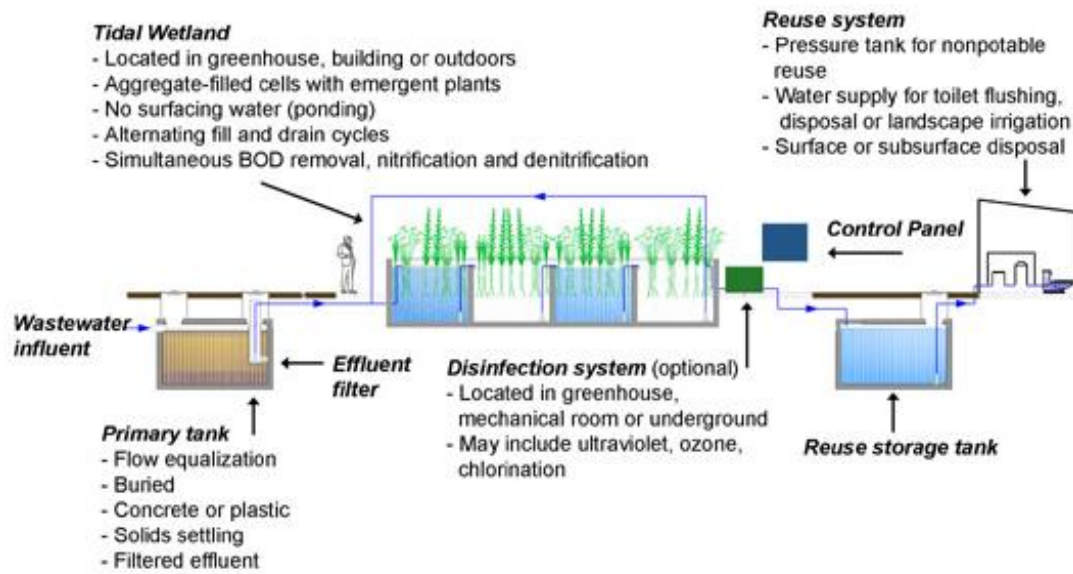 Tidal Wetland
- Located in greenhouse, building or outdoors
- Aggregate-filled cells with emergent plants
- No surfacing water (ponding)
- Alternating fill and drain cycles
- Simultaneous BOD removal, nitrification and denitrification
Reuse system
- Pressure tank for nonpotable
reuse
- Water supply for toilet flushing,
disposal or landscape irrigation
- Surface or subsurface disposal
Control Panel
Wastewater
influent
Effluent
filter
Primary tank
- Flow equalization
- Buried
- Concrete or plastic
- Solids settling
- Filtered effluent
Disinfection system (optional)
- Located in greenhouse,
mechanical room or underground
- May include ultraviolet, ozone,
chlorination
Reuse storage tank